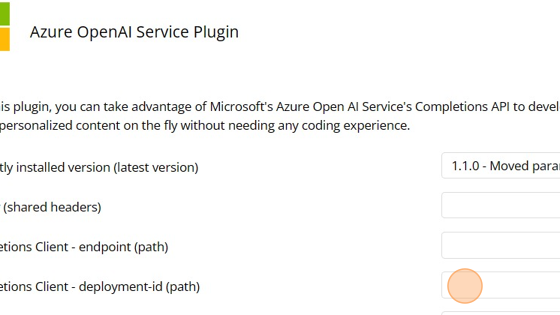 Azure OpenAI Service Plugin
is plugin, you can take advantage of Microsoft's Azure Open AI Service's Completions API to devel
personalized content on the fly without needing any coding experience.
tly installed version (latest version)
1.1.0 - Moved para
(shared headers)
etions Client - endpoint (path)
etions Client - deployment-id (path)